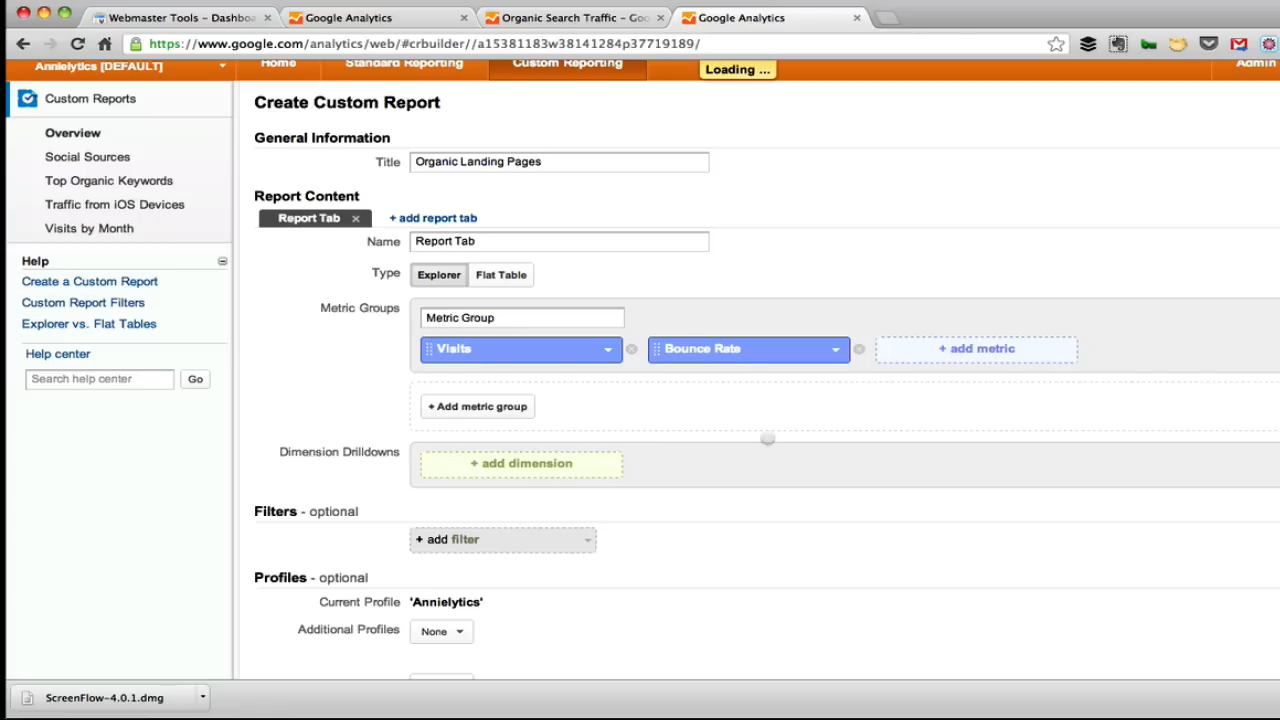 Webmaster Tools - Dashboa
Google Analytics
Organic Search Traffic - Goo
Google Analytics
https://www.google.com/analytics/web/#crbuilder//a15381183w38141284p37719189/
Annielytics [DEFAULT]
Home
Standard Reporting
Custom Reporting
Loading ...
Admin
Custom Reports
Overview
Social Sources
Top Organic Keywords
Traffic from iOS Devices
Visits by Month
Help
Create a Custom Report
Custom Report Filters
Explorer vs. Flat Tables
Help center
Search help center
Go
Create Custom Report
General Information
Title Organic Landing Pages
Report Content
Report Tab x + add report tab
Name Report Tab
Type Explorer Flat Table
Metric Groups Metric Group
Visits Bounce Rate + add metric
+ Add metric group
Dimension Drilldowns + add dimension
Filters - optional
+ add filter
Profiles - optional
Current Profile 'Annielytics'
Additional Profiles None
ScreenFlow-4.0.1.dmg